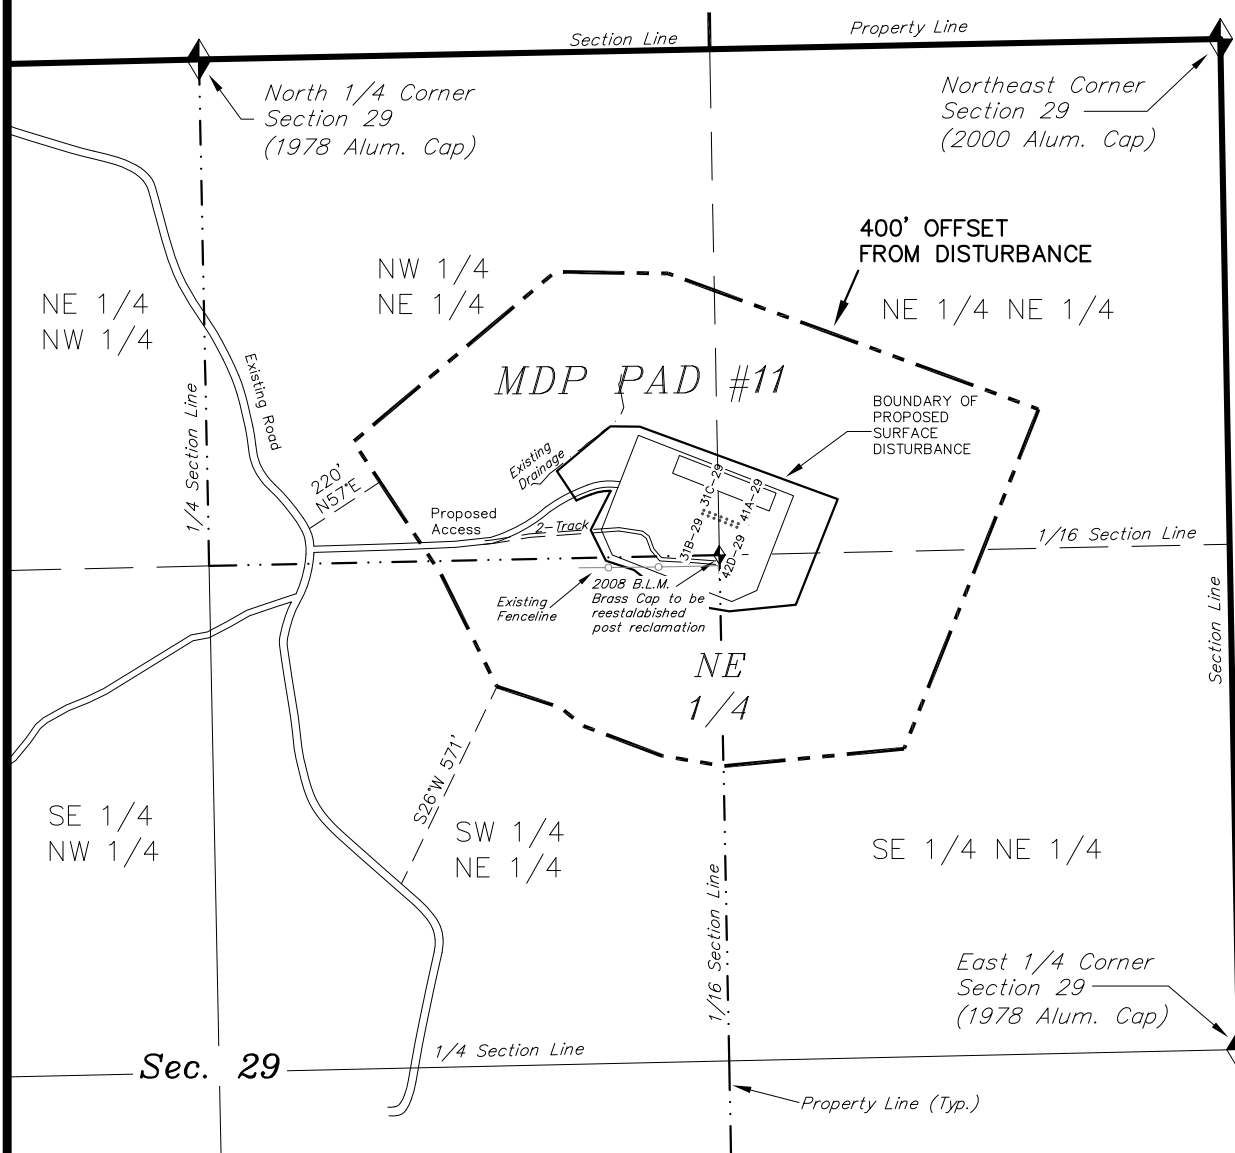 Section Line
Property Line
North 1/4 Corner
Section 29
(1978 Alum. Cap)
Northeast Corner
Section 29
(2000 Alum. Cap)
400' OFFSET
FROM DISTURBANCE
NW 1/4
NE 1/4
NE 1/4
NW 1/4
NE 1/4 NE 1/4
MDP PAD #11
Existing Road
1/4 Section Line
BOUNDARY OF
PROPOSED
SURFACE
DISTURBANCE
Existing
Drainage
220'
N57°E
31C-29
41A-29
31B-29
42D-29
Proposed
Access
2-Track
1/16 Section Line
2008 B.L.M.
Brass Cap to be
reestalabished
post reclamation
Existing
Fenceline
Section Line
NE
1/4
S26°W 571'
SE 1/4
NW 1/4
SW 1/4
NE 1/4
SE 1/4 NE 1/4
1/16 Section Line
East 1/4 Corner
Section 29
(1978 Alum. Cap)
Sec. 29
1/4 Section Line
Property Line (Typ.)